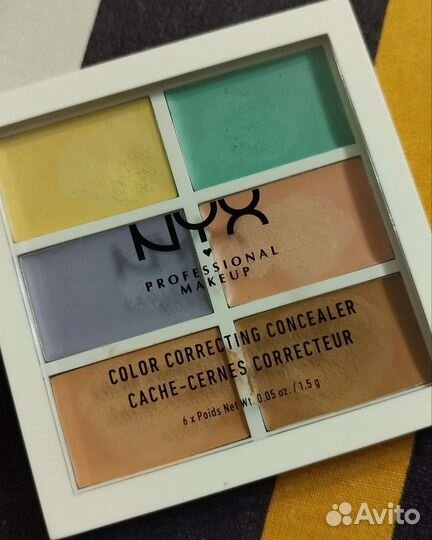 NYX
PROFESSIONAL
MAKEUP
COLOR CORRECTING CONCEALER
CACHE-CERNES CORRECTEUR
6 x Poids Net Wt. 0.05 oz. / 1.5 g
Avito